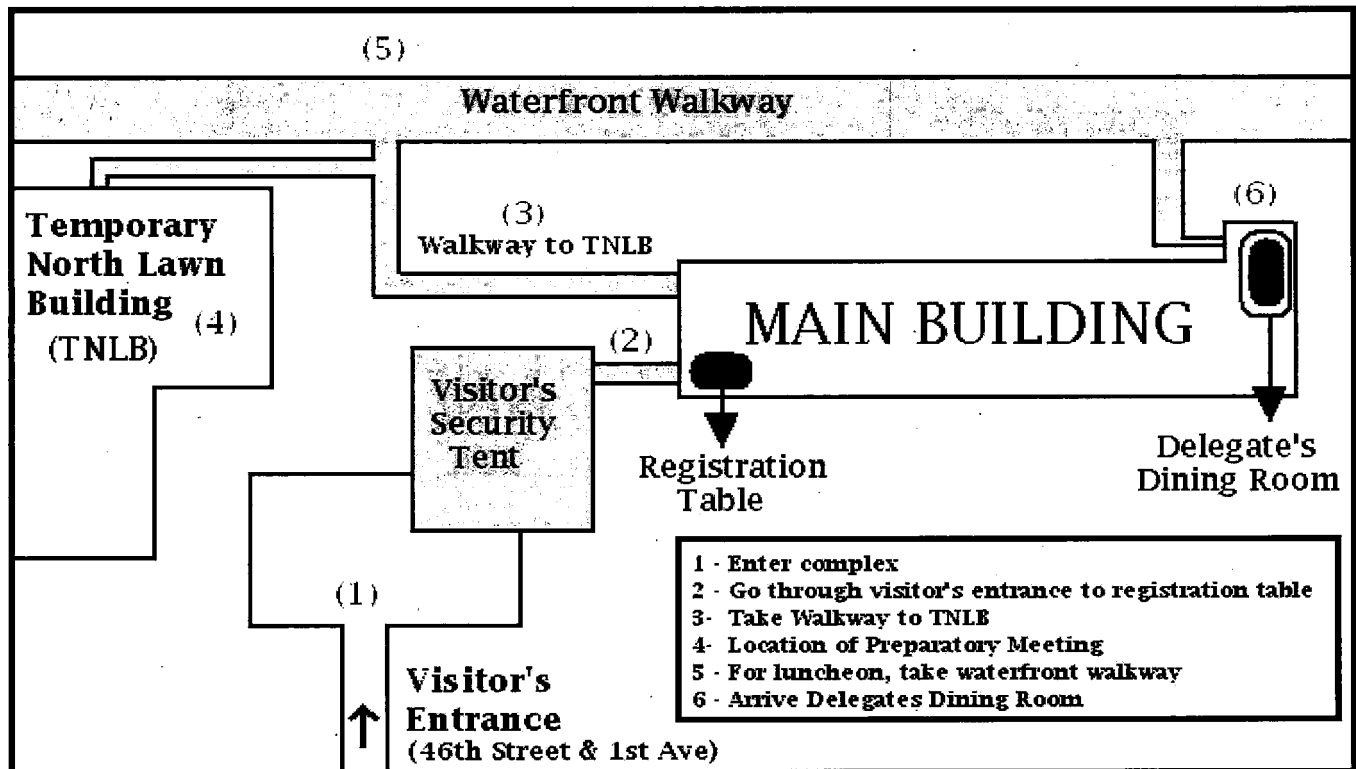 (5)
Waterfront Walkway
(6)
(3)
Walkway to TNLB
Temporary
North Lawn
Building
(4)
(TNLB)
MAIN BUILDING
(2)
Visitor's
Security
Tent
Registration
Table
Delegate's
Dining Room
(1)
1 - Enter complex
2 - Go through visitor's entrance to registration table
3- Take Walkway to TNLB
4- Location of Preparatory Meeting
5 - For luncheon, take waterfront walkway
6 - Arrive Delegates Dining Room
Visitor's
Entrance
(46th Street & 1st Ave)